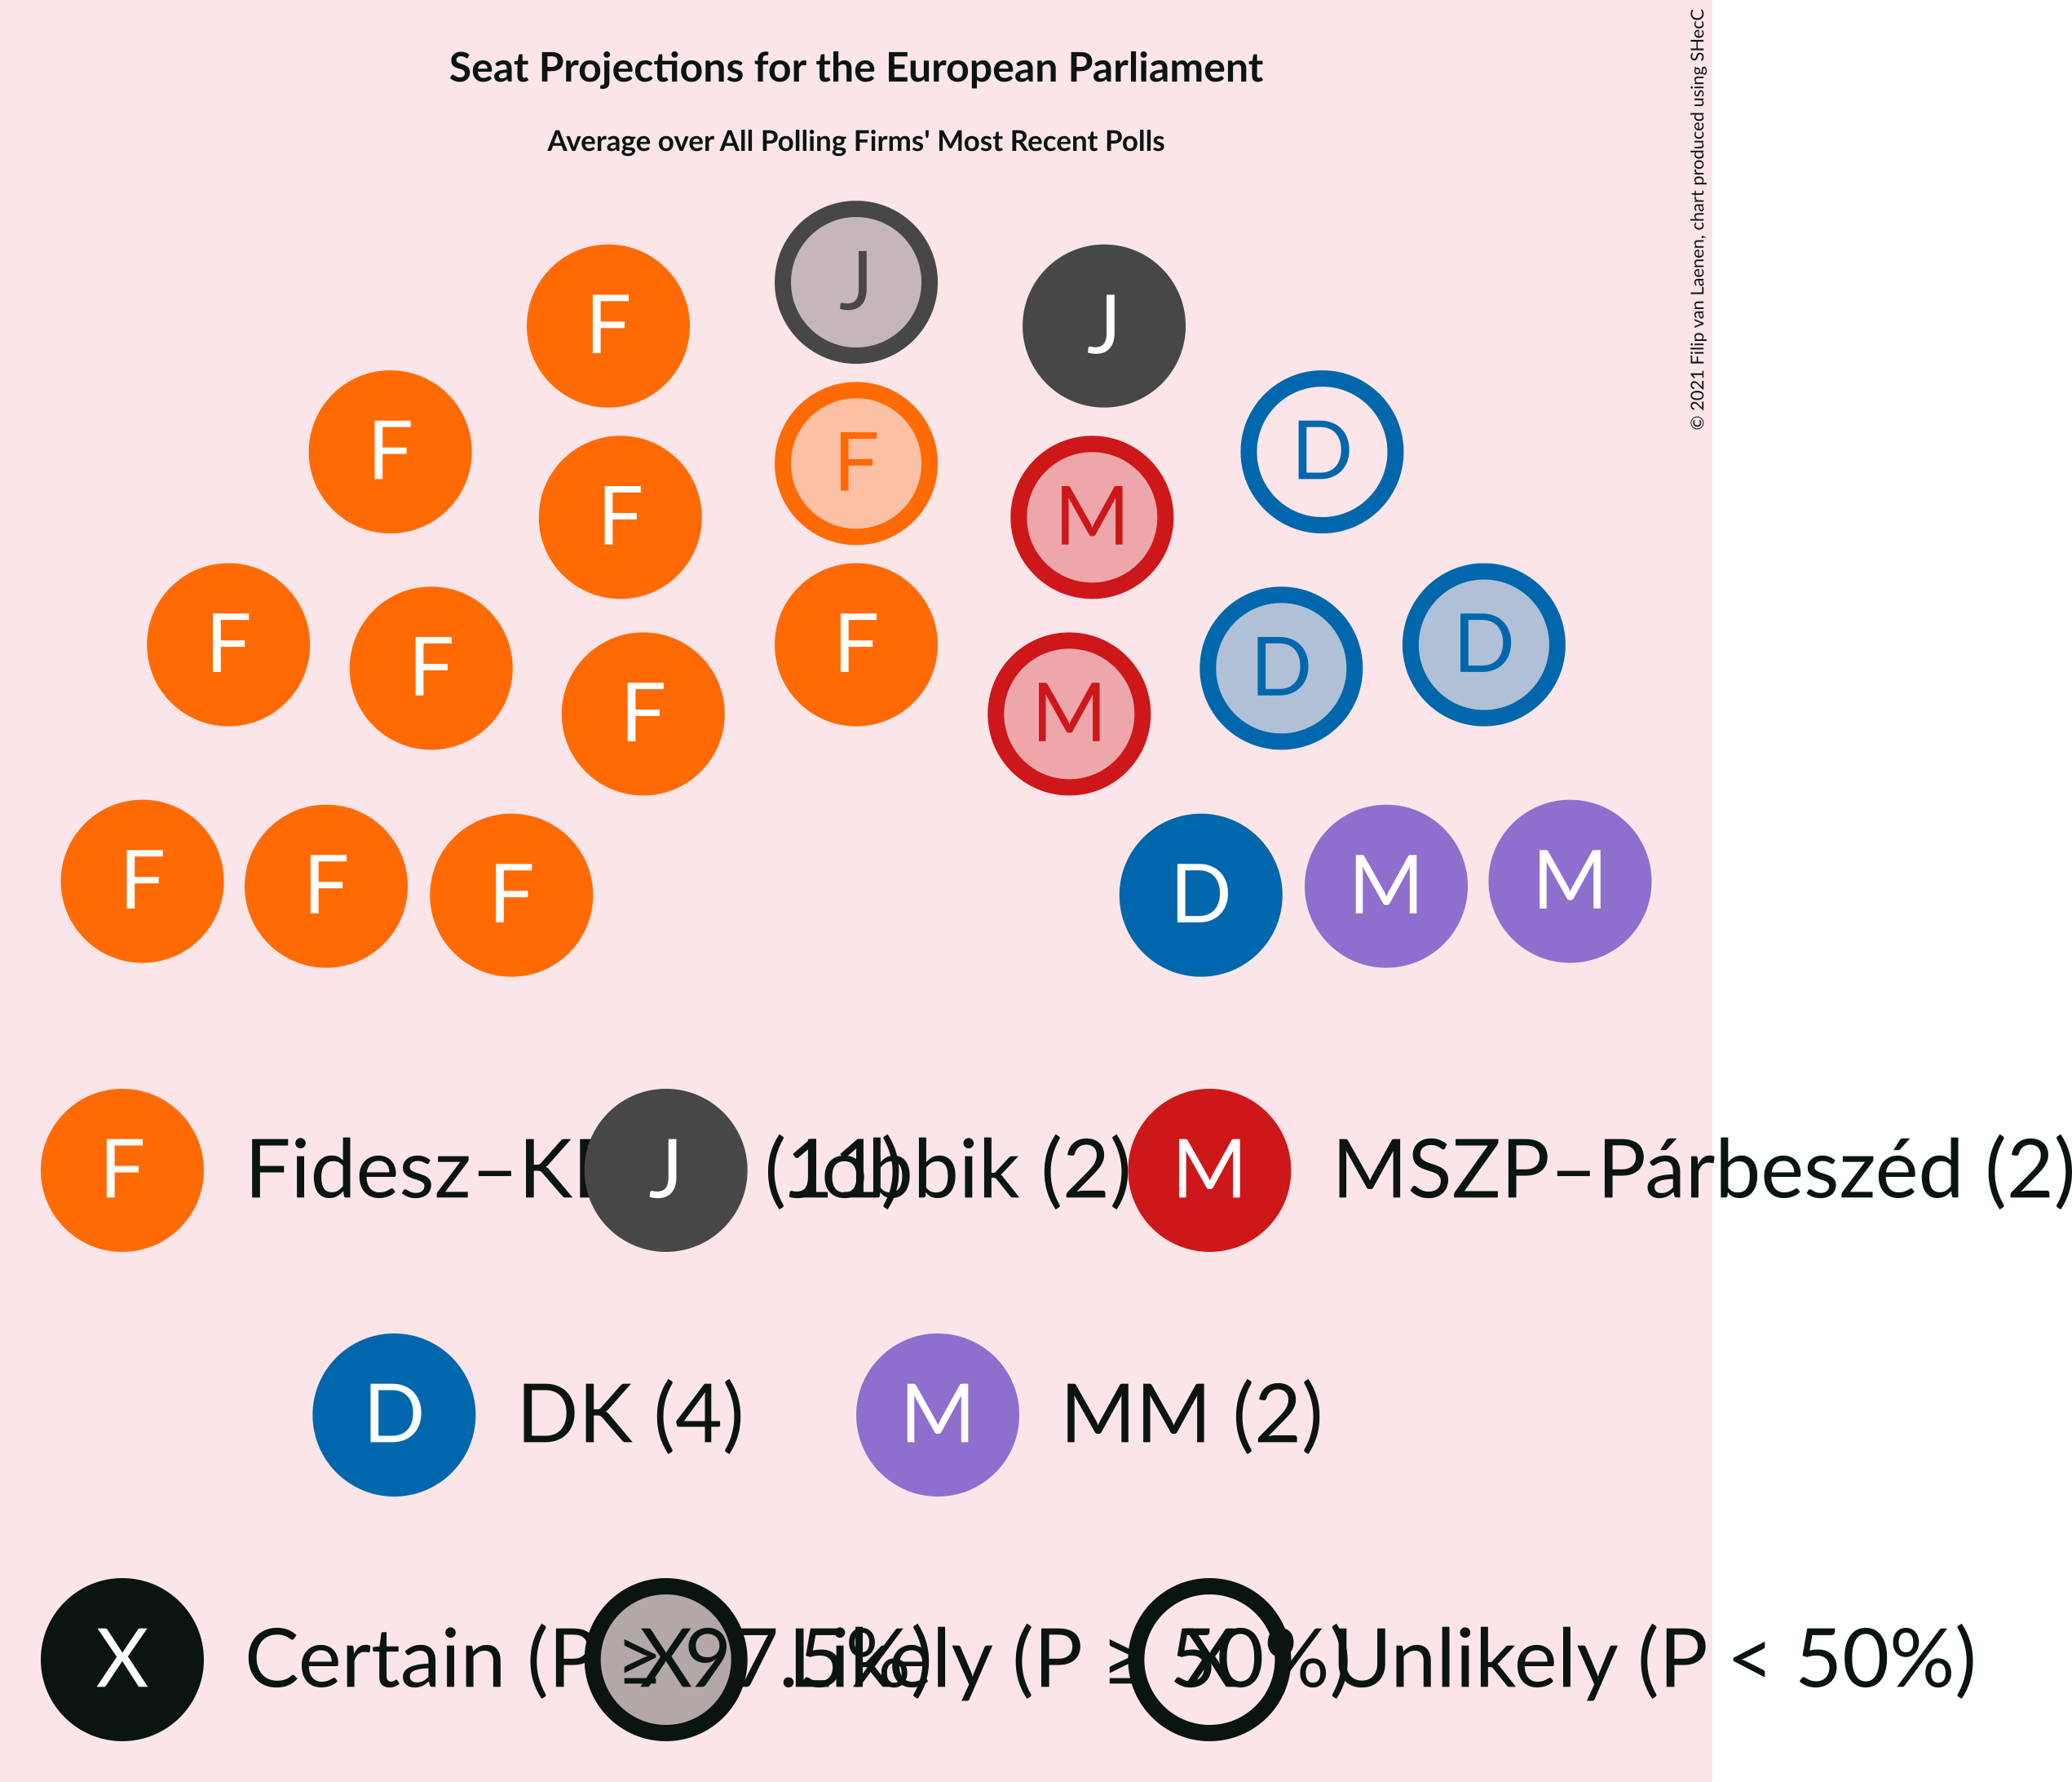 Seat Projections for the European Parliament
Average over All Polling Firms' Most Recent Polls
© 2021 Filip van Laenen, chart produced using SHecC
J
F J
F F D
F M
F F D
F D
F M
F F F D M M
F (11)
J Jobbik (2)
M MSZP–Párbeszéd (2)
D DK (4)
M MM (2)
X Certain (P ≥ 97.5%)
X Likely (P ≥ 50%)
X Unlikely (P < 50%)